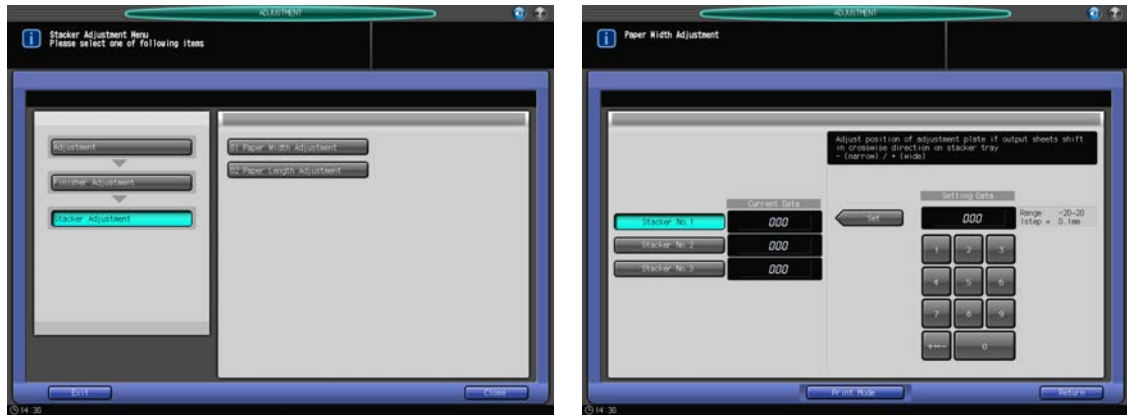 ADJUSTMENT
Stacker Adjustment Menu
Please select one of following items
Adjustment
Finisher Adjustment
Stacker Adjustment
01 Paper Width Adjustment
02 Paper Length Adjustment
Exit
Close
14:30
ADJUSTMENT
Paper Width Adjustment
Adjust position of adjustment plate if output sheets shift
in crosswise direction on stacker tray
- (narrow) / + (wide)
Current Data
Stacker No.1 000
Stacker No.2 000
Stacker No.3 000
Setting Data
Set
000
Range -20~20
1step = 0.1mm
1 2 3
4 5 6
7 8 9
0
Print Mode
Return
14:30